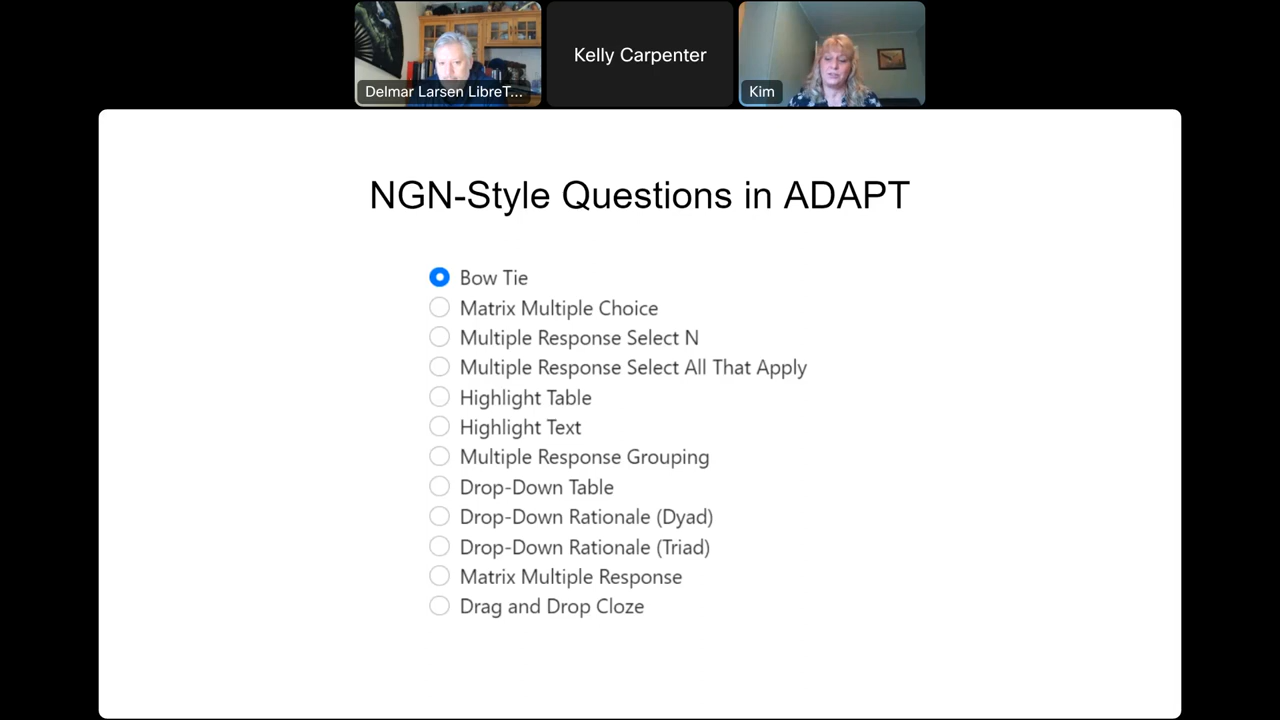 Delmar Larsen LibreT...
Kelly Carpenter
Kim
NGN-Style Questions in ADAPT
Bow Tie
Matrix Multiple Choice
Multiple Response Select N
Multiple Response Select All That Apply
Highlight Table
Highlight Text
Multiple Response Grouping
Drop-Down Table
Drop-Down Rationale (Dyad)
Drop-Down Rationale (Triad)
Matrix Multiple Response
Drag and Drop Cloze